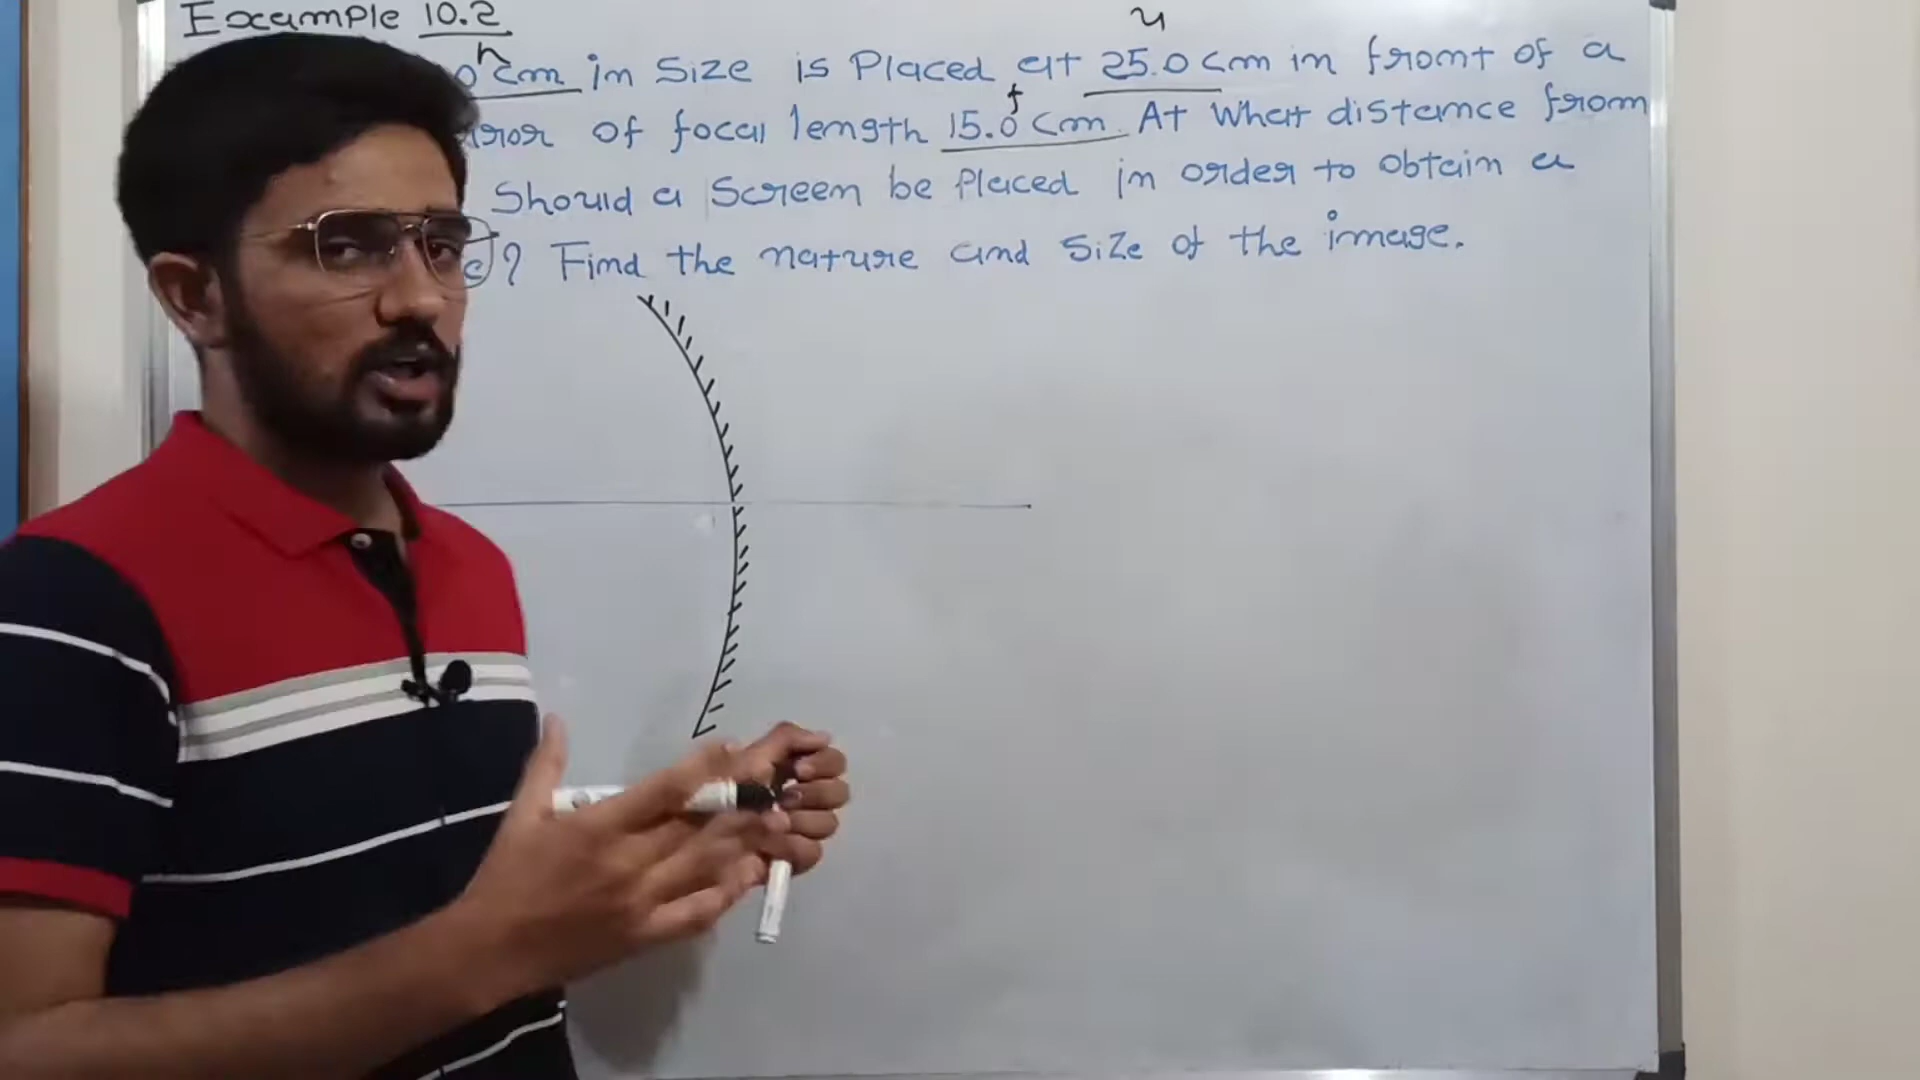 Example 10.2
h
u
0 cm in Size is Placed at 25.0 cm in front of a
f
rror of focal length 15.0 cm. At What distance from
Should a Screen be Placed in order to obtain a
e? Find the nature and Size of the image.